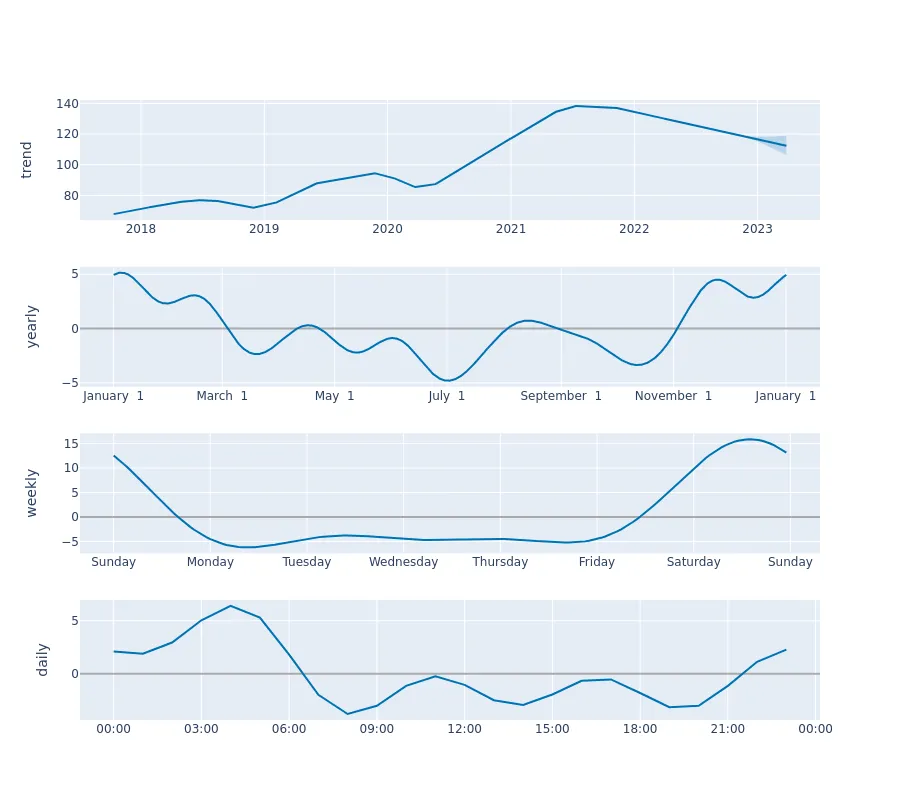 trend
140
120
100
80
2018 2019 2020 2021 2022 2023
yearly
5
0
−5
January 1 March 1 May 1 July 1 September 1 November 1 January 1
weekly
15
10
5
0
−5
Sunday Monday Tuesday Wednesday Thursday Friday Saturday Sunday
daily
5
0
00:00 03:00 06:00 09:00 12:00 15:00 18:00 21:00 00:00